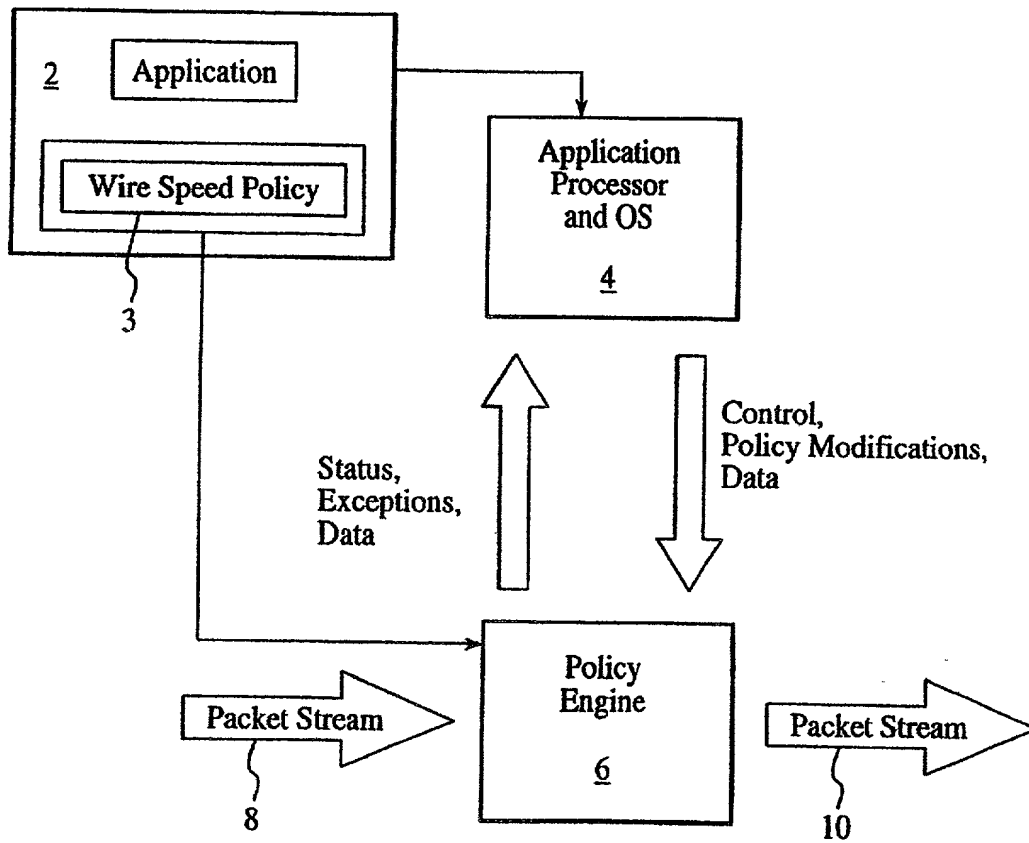 2
Application
Wire Speed Policy
3
Application
Processor
and OS
4
Status,
Exceptions,
Data
Control,
Policy Modifications,
Data
Packet Stream
8
Policy
Engine
6
Packet Stream
10